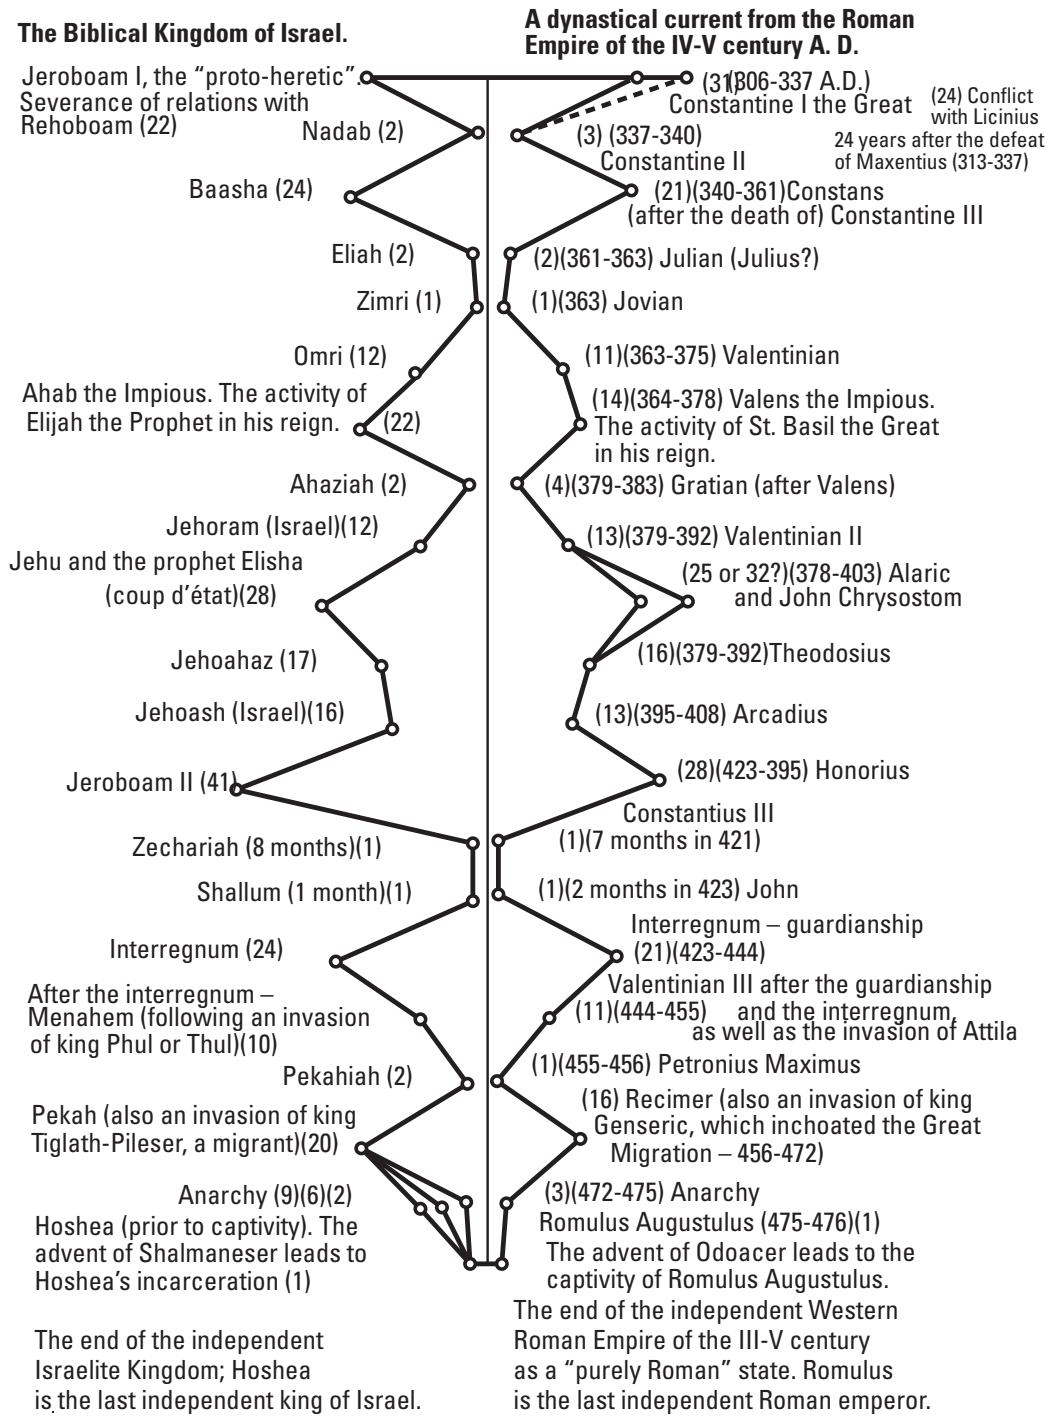 The Biblical Kingdom of Israel.
A dynastical current from the Roman
Empire of the IV-V century A. D.
Jeroboam I, the “proto-heretic”.
Severance of relations with
Rehoboam (22)
(31)(306-337 A.D.)
Constantine I the Great
(24) Conflict
with Licinius
24 years after the defeat
of Maxentius (313-337)
Nadab (2)
(3) (337-340)
Constantine II
Baasha (24)
(21)(340-361)Constans
(after the death of) Constantine III
Eliah (2)
(2)(361-363) Julian (Julius?)
Zimri (1)
(1)(363) Jovian
Omri (12)
(11)(363-375) Valentinian
Ahab the Impious. The activity of
Elijah the Prophet in his reign.
(22)
(14)(364-378) Valens the Impious.
The activity of St. Basil the Great
in his reign.
Ahaziah (2)
(4)(379-383) Gratian (after Valens)
Jehoram (Israel)(12)
(13)(379-392) Valentinian II
Jehu and the prophet Elisha
(coup d’état)(28)
(25 or 32?)(378-403) Alaric
and John Chrysostom
Jehoahaz (17)
(16)(379-392)Theodosius
Jehoash (Israel)(16)
(13)(395-408) Arcadius
Jeroboam II (41)
(28)(423-395) Honorius
Zechariah (8 months)(1)
Constantius III
(1)(7 months in 421)
Shallum (1 month)(1)
(1)(2 months in 423) John
Interregnum (24)
Interregnum – guardianship
(21)(423-444)
After the interregnum –
Menahem (following an invasion
of king Phul or Thul)(10)
Valentinian III after the guardianship
(11)(444-455) and the interregnum,
as well as the invasion of Attila
Pekahiah (2)
(1)(455-456) Petronius Maximus
Pekah (also an invasion of king
Tiglath-Pileser, a migrant)(20)
(16) Recimer (also an invasion of king
Genseric, which inchoated the Great
Migration – 456-472)
Anarchy (9)(6)(2)
(3)(472-475) Anarchy
Hoshea (prior to captivity). The
advent of Shalmaneser leads to
Hoshea’s incarceration (1)
Romulus Augustulus (475-476)(1)
The advent of Odoacer leads to the
captivity of Romulus Augustulus.
The end of the independent
Israelite Kingdom; Hoshea
is the last independent king of Israel.
The end of the independent Western
Roman Empire of the III-V century
as a “purely Roman” state. Romulus
is the last independent Roman emperor.